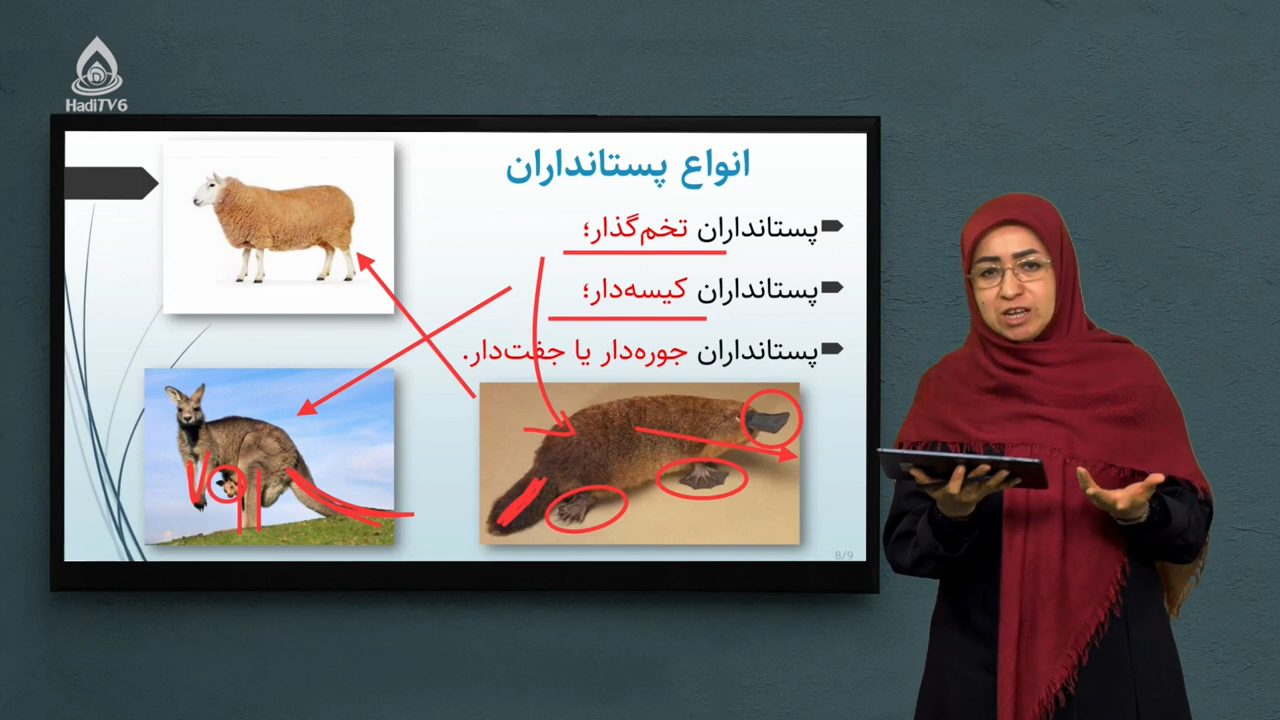 HadiTV6
انواع پستانداران
پستانداران تخم‌گذار؛
پستانداران کیسه‌دار؛
پستانداران جوره‌دار یا جفت‌دار.
8/9